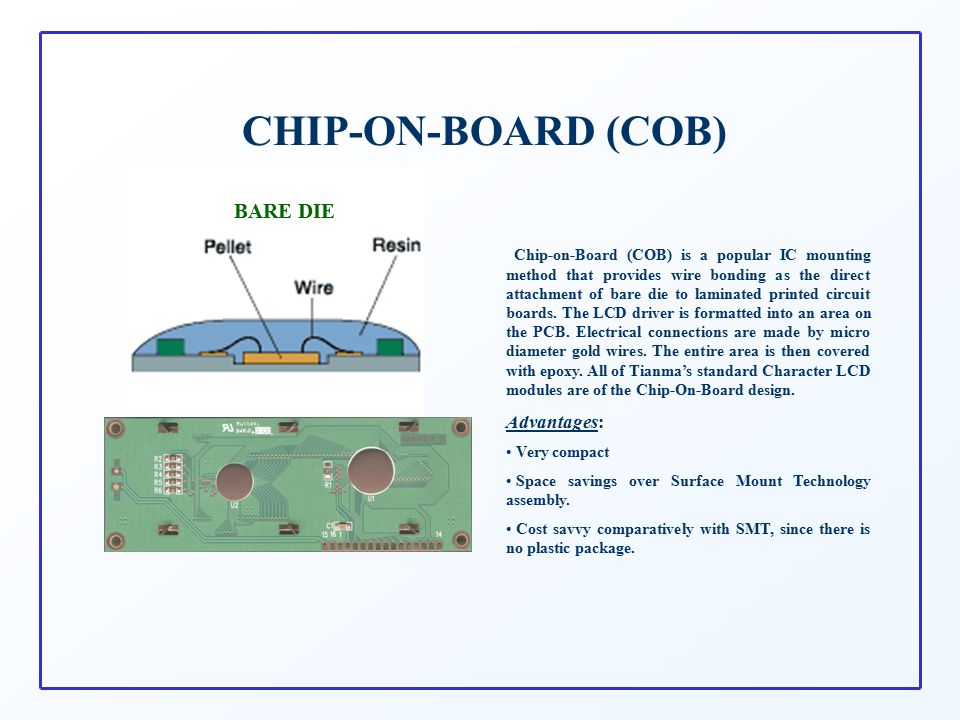 CHIP-ON-BOARD (COB)
BARE DIE
Pellet
Resin
Wire
Chip-on-Board (COB) is a popular IC mounting
method that provides wire bonding as the direct
attachment of bare die to laminated printed circuit
boards. The LCD driver is formatted into an area on
the PCB. Electrical connections are made by micro
diameter gold wires. The entire area is then covered
with epoxy. All of Tianma’s standard Character LCD
modules are of the Chip-On-Board design.
Advantages:
• Very compact
• Space savings over Surface Mount Technology
assembly.
• Cost savvy comparatively with SMT, since there is
no plastic package.
Multek
R2
R3
R4
R5
R6
U2
R1
U1
C1
15 16 1
14